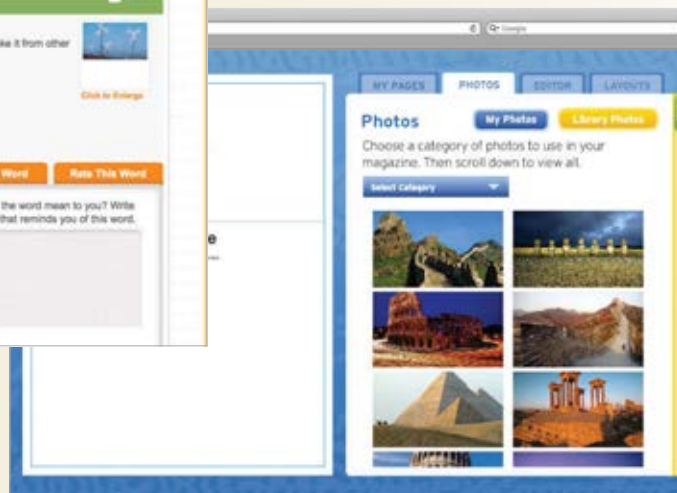 ke it from other
Click to Enlarge
Word
Rate This Word
the word mean to you? Write
that reminds you of this word.
Google
MY PAGES
PHOTOS
EDITOR
LAYOUTS
Photos
My Photos
Library Photos
Choose a category of photos to use in your
magazine. Then scroll down to view all.
Select Category
e